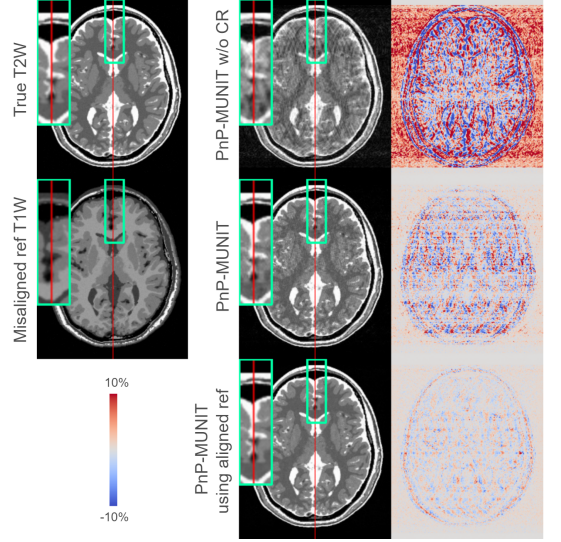 True T2W
PnP-MUNIT w/o CR
Misaligned ref T1W
PnP-MUNIT
10%
-10%
PnP-MUNIT
using aligned ref